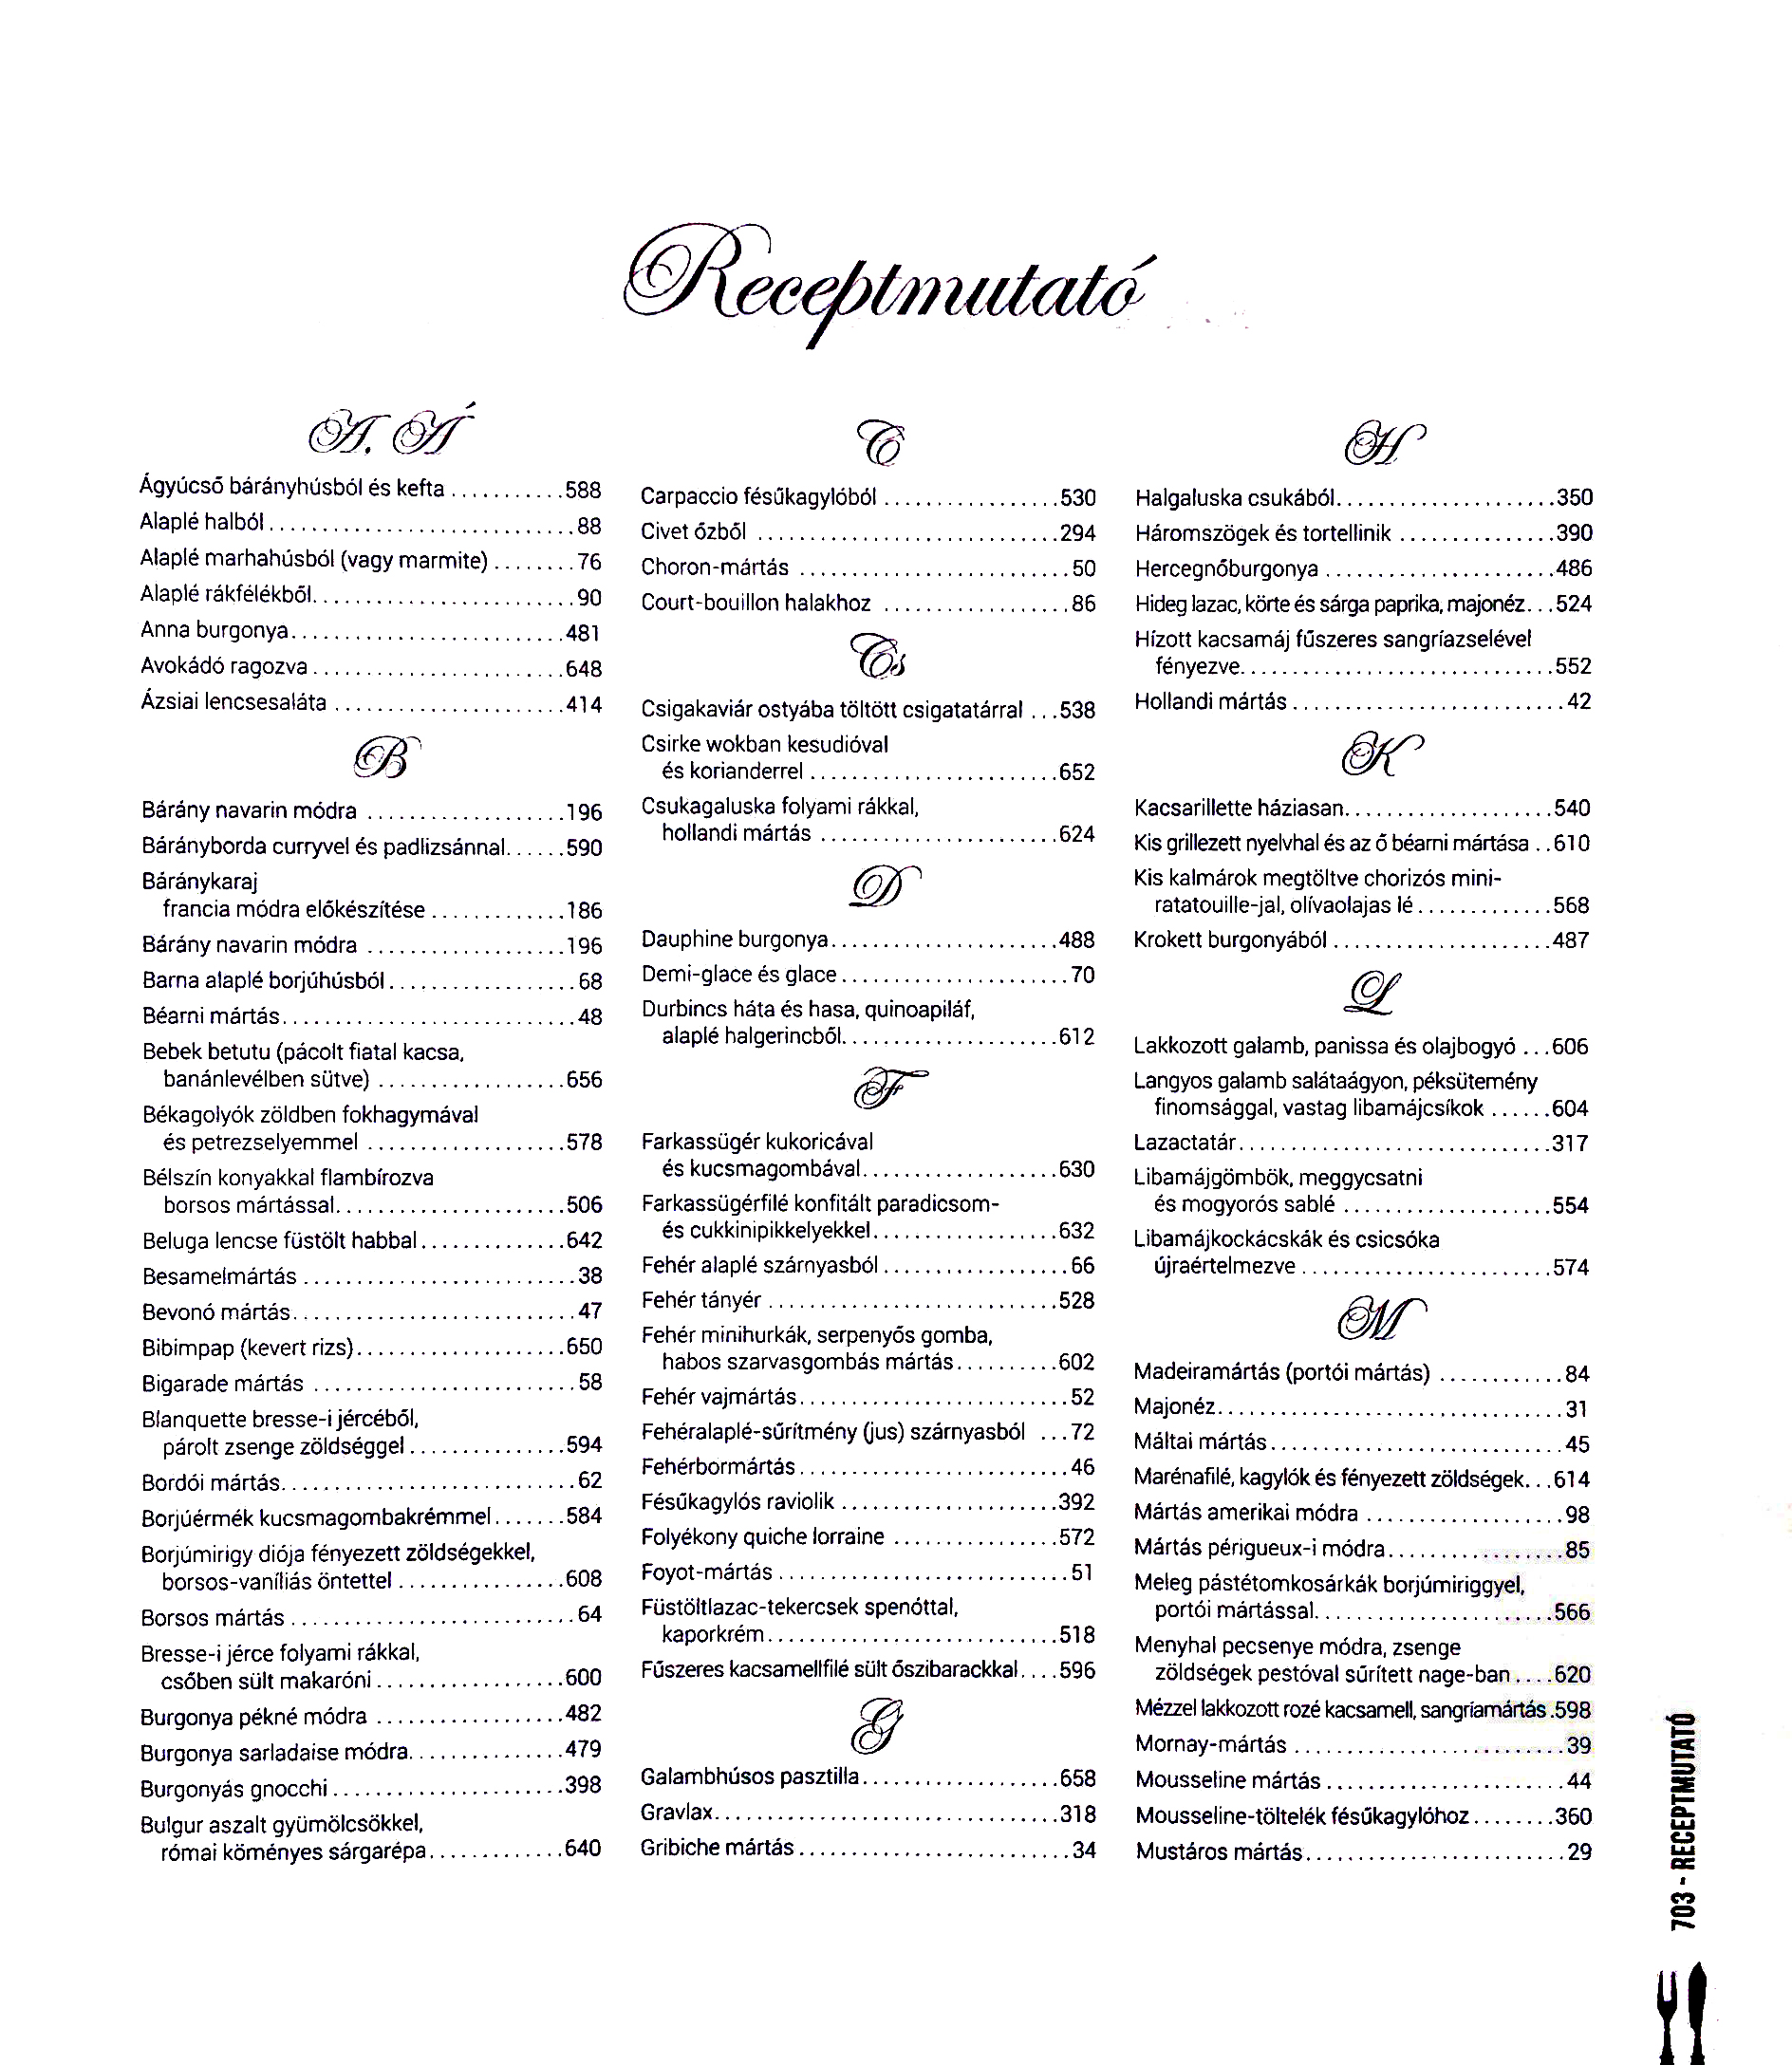 Receptmutató
A, Á
Ágyúcső bárányhúsból és kefta ...........588
Alaplé halból.............................88
Alaplé marhahúsból (vagy marmite) ........76
Alaplé rákfélékből.........................90
Anna burgonya..........................481
Avokádó ragozva ........................648
Ázsiai lencsesaláta ......................414
B
Bárány navarin módra ...................196
Bárányborda curryvel és padlizsánnal......590
Báránykaraj
francia módra előkészítése .............186
Bárány navarin módra ...................196
Barna alaplé borjúhúsból..................68
Béarni mártás............................48
Bebek betutu (pácolt fiatal kacsa,
banánlevélben sütve) ..................656
Békagolyók zöldben fokhagymával
és petrezselyemmel ...................578
Bélszín konyakkal flambírozva
borsos mártással......................506
Beluga lencse füstölt habbal..............642
Besamelmártás ..........................38
Bevonó mártás...........................47
Bibimpap (kevert rizs)....................650
Bigarade mártás .........................58
Blanquette bresse-i jércéből,
párolt zsenge zöldséggel...............594
Bordói mártás............................62
Borjúérmék kucsmagombakrémmel.......584
Borjúmirigy diója fényezett zöldségekkel,
borsos-vaníliás öntettel ................608
Borsos mártás ...........................64
Bresse-i jérce folyami rákkal,
csőben sült makaróni ..................600
Burgonya pékné módra ..................482
Burgonya sarladaise módra...............479
Burgonyás gnocchi ......................398
Bulgur aszalt gyümölcsökkel,
római köményes sárgarépa.............640
C
Carpaccio fésűkagylóból .................530
Civet őzből .............................294
Choron-mártás ..........................50
Court-bouillon halakhoz ..................86
Cs
Csigakaviár ostyába töltött csigatatárral ...538
Csirke wokban kesudióval
és korianderrel ........................652
Csukagaluska folyami rákkal,
hollandi mártás .......................624
D
Dauphine burgonya......................488
Demi-glace és glace......................70
Durbincs háta és hasa, quinoapiláf,
alaplé halgerincből.....................612
F
Farkassügér kukoricával
és kucsmagombával...................630
Farkassügérfilé konfitált paradicsom-
és cukkinipikkelyekkel..................632
Fehér alaplé szárnyasból..................66
Fehér tányér ............................528
Fehér minihurkák, serpenyős gomba,
habos szarvasgombás mártás..........602
Fehér vajmártás..........................52
Fehéralaplé-sűrítmény (jus) szárnyasból ...72
Fehérbormártás..........................46
Fésűkagylós raviolik .....................392
Folyékony quiche lorraine ................572
Foyot-mártás ............................51
Füstöltlazac-tekercsek spenóttal,
kaporkrém............................518
Fűszeres kacsamellfilé sült őszibarackkal....596
G
Galambhúsos pasztilla...................658
Gravlax.................................318
Gribiche mártás..........................34
H
Halgaluska csukából.....................350
Háromszögek és tortellinik ...............390
Hercegnőburgonya ......................486
Hideg lazac, körte és sárga paprika, majonéz...524
Hízott kacsamáj fűszeres sangríazselével
fényezve..............................552
Hollandi mártás ..........................42
K
Kacsarillette háziasan....................540
Kis grillezett nyelvhal és az ő béarni mártása ..610
Kis kalmárok megtöltve chorizós mini-
ratatouille-jal, olívaolajas lé.............568
Krokett burgonyából .....................487
L
Lakkozott galamb, panissa és olajbogyó ...606
Langyos galamb salátaágyon, péksütemény
finomsággal, vastag libamájcsíkok ......604
Lazactatár..............................317
Libamájgömbök, meggycsatni
és mogyorós sablé ....................554
Libamájkockácskák és csicsóka
újraértelmezve ........................574
M
Madeiramártás (portói mártás) ............84
Majonéz.................................31
Máltai mártás............................45
Marénafilé, kagylók és fényezett zöldségek...614
Mártás amerikai módra ...................98
Mártás périgueux-i módra.................85
Meleg pástétomkosárkák borjúmiriggyel,
portói mártással.......................566
Menyhal pecsenye módra, zsenge
zöldségek pestóval sűrített nage-ban ....620
Mézzel lakkozott rozé kacsamell, sangríamártás.598
Mornay-mártás ..........................39
Mousseline mártás .......................44
Mousseline-töltelék fésűkagylóhoz........360
Mustáros mártás.........................29
703 - RECEPTMUTATÓ